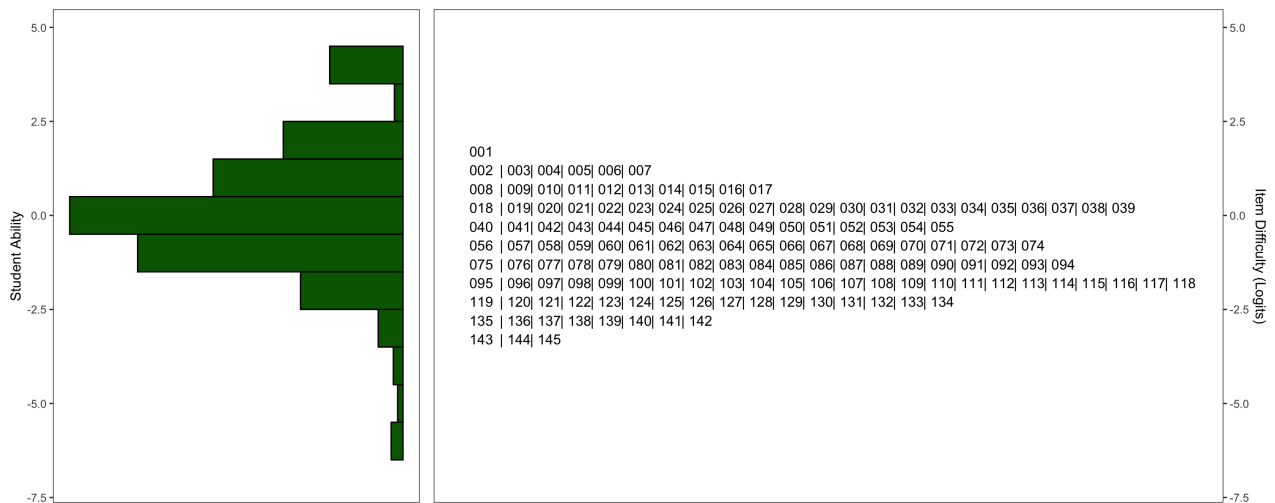 Student Ability
5.0
2.5
0.0
-2.5
-5.0
-7.5
001
002 | 003| 004| 005| 006| 007
008 | 009| 010| 011| 012| 013| 014| 015| 016| 017
018 | 019| 020| 021| 022| 023| 024| 025| 026| 027| 028| 029| 030| 031| 032| 033| 034| 035| 036| 037| 038| 039
040 | 041| 042| 043| 044| 045| 046| 047| 048| 049| 050| 051| 052| 053| 054| 055
056 | 057| 058| 059| 060| 061| 062| 063| 064| 065| 066| 067| 068| 069| 070| 071| 072| 073| 074
075 | 076| 077| 078| 079| 080| 081| 082| 083| 084| 085| 086| 087| 088| 089| 090| 091| 092| 093| 094
095 | 096| 097| 098| 099| 100| 101| 102| 103| 104| 105| 106| 107| 108| 109| 110| 111| 112| 113| 114| 115| 116| 117| 118
119 | 120| 121| 122| 123| 124| 125| 126| 127| 128| 129| 130| 131| 132| 133| 134
135 | 136| 137| 138| 139| 140| 141| 142
143 | 144| 145
5.0
2.5
0.0
-2.5
-5.0
-7.5
Item Difficulty (Logits)